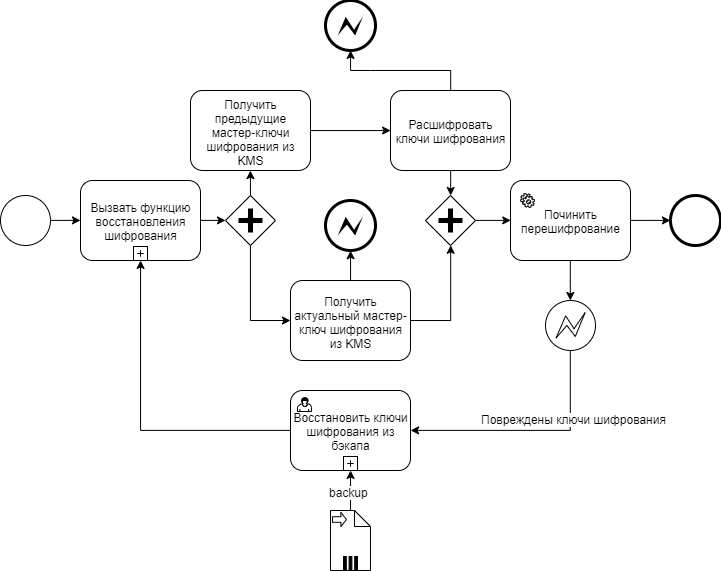 Получить
предыдущие
мастер-ключи
шифрования из
KMS
Расшифровать
ключи шифрования
Вызвать функцию
восстановления
шифрования
Починить
перешифрование
Получить
актуальный мастер-
ключ шифрования
из KMS
Восстановить ключи
шифрования из
бэкапа
Повреждены ключи шифрования
backup